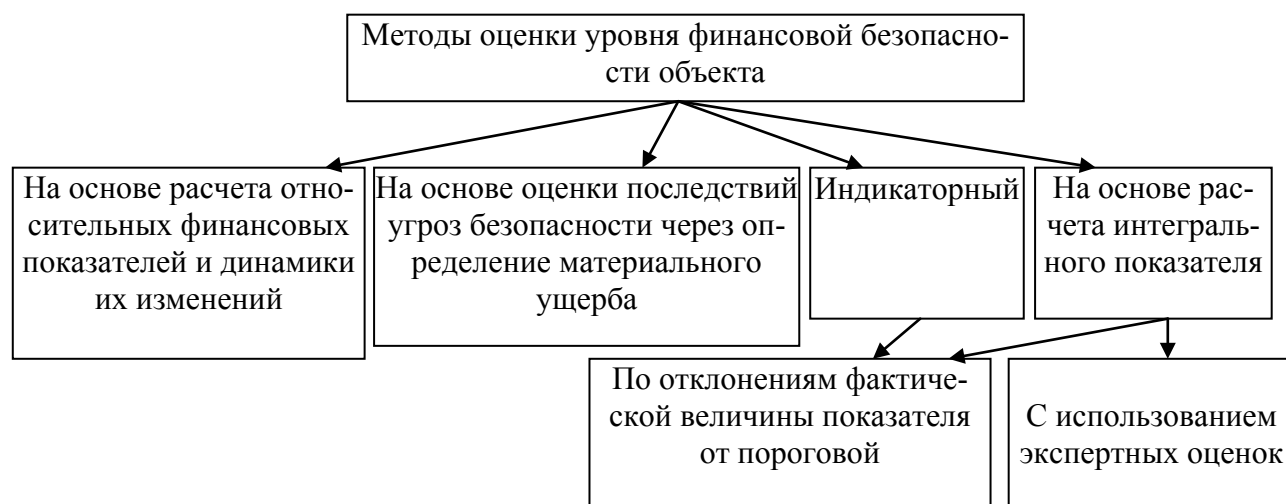 Методы оценки уровня финансовой безопасно-
сти объекта
На основе расчета отно-
сительных финансовых
показателей и динамики
их изменений
На основе оценки последствий
угроз безопасности через оп-
ределение материального
ущерба
Индикаторный
На основе рас-
чета интеграль-
ного показателя
По отклонениям фактиче-
ской величины показателя
от пороговой
С использованием
экспертных оценок